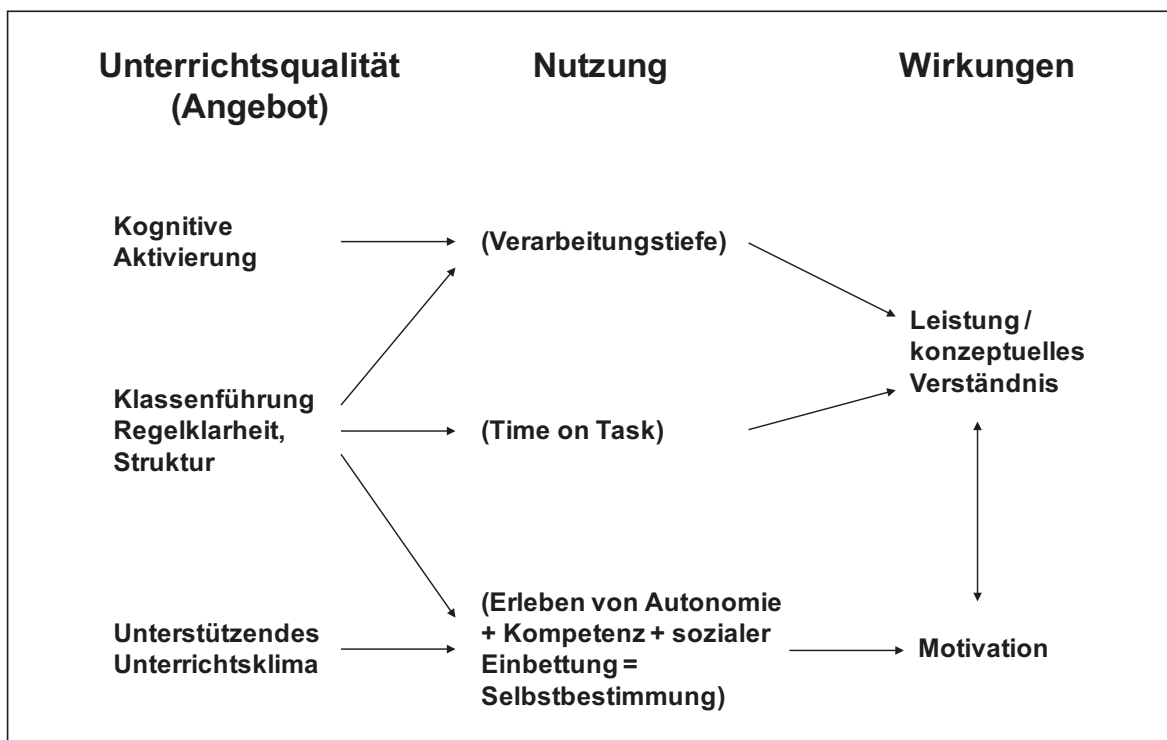 Unterrichtsqualität
(Angebot)
Nutzung
Wirkungen
Kognitive
Aktivierung
(Verarbeitungstiefe)
Leistung /
konzeptuelles
Verständnis
Klassenführung
Regelklarheit,
Struktur
(Time on Task)
Unterstützendes
Unterrichtsklima
(Erleben von Autonomie
+ Kompetenz + sozialer
Einbettung =
Selbstbestimmung)
Motivation